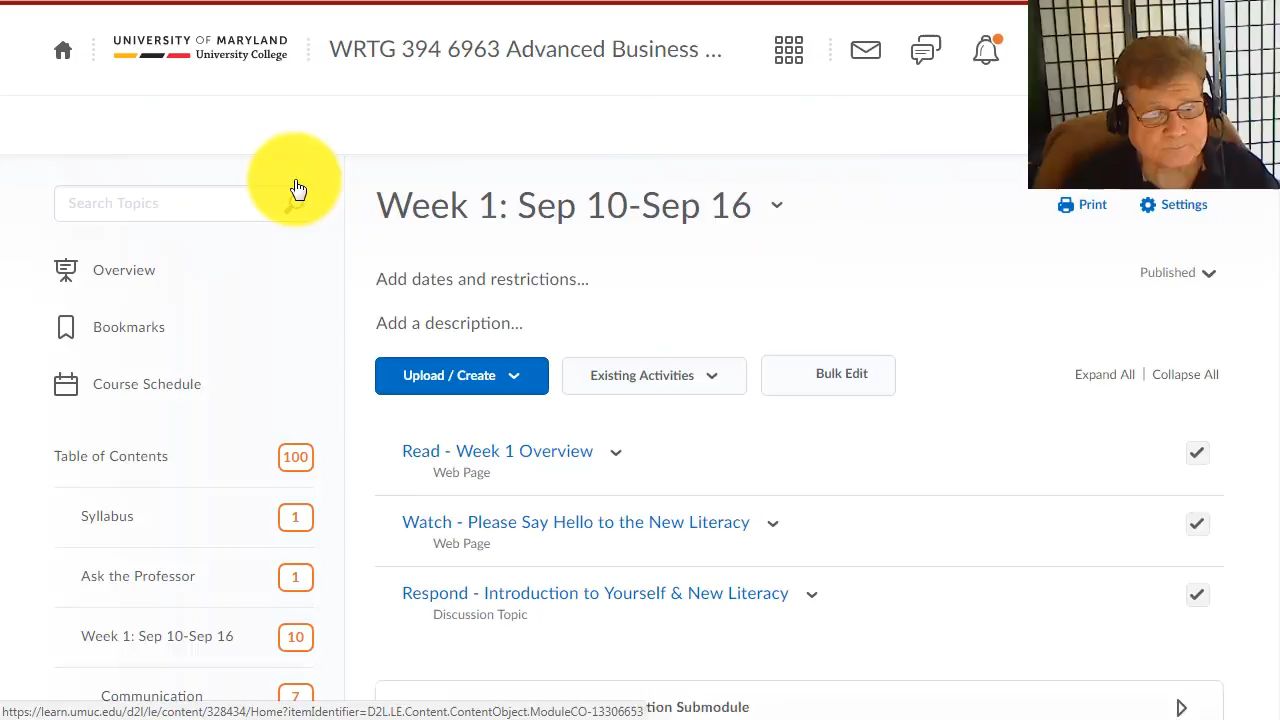 UNIVERSITY OF MARYLAND
University College
WRTG 394 6963 Advanced Business ...
Search Topics
Week 1: Sep 10-Sep 16
Print
Settings
Overview
Add dates and restrictions...
Published
Bookmarks
Add a description...
Course Schedule
Upload / Create
Existing Activities
Bulk Edit
Expand All
Collapse All
Table of Contents
100
Read - Week 1 Overview
Web Page
Syllabus
1
Watch - Please Say Hello to the New Literacy
Web Page
Ask the Professor
1
Respond - Introduction to Yourself & New Literacy
Discussion Topic
Week 1: Sep 10-Sep 16
10
Communication
7
tion Submodule
https://learn.umuc.edu/d2l/le/content/328434/Home?itemIdentifier=D2L.LE.Content.ContentObject.ModuleCO-13306653